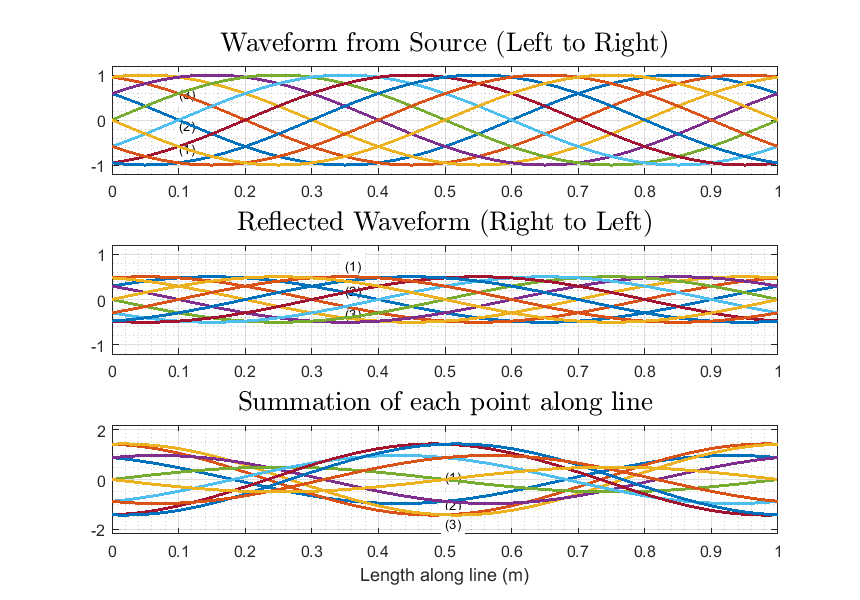 Waveform from Source (Left to Right)
1
0
-1
(3)
(2)
(1)
0 0.1 0.2 0.3 0.4 0.5 0.6 0.7 0.8 0.9 1
Reflected Waveform (Right to Left)
1
0
-1
(1)
(2)
(3)
0 0.1 0.2 0.3 0.4 0.5 0.6 0.7 0.8 0.9 1
Summation of each point along line
2
0
-2
(1)
(2)
(3)
0 0.1 0.2 0.3 0.4 0.5 0.6 0.7 0.8 0.9 1
Length along line (m)